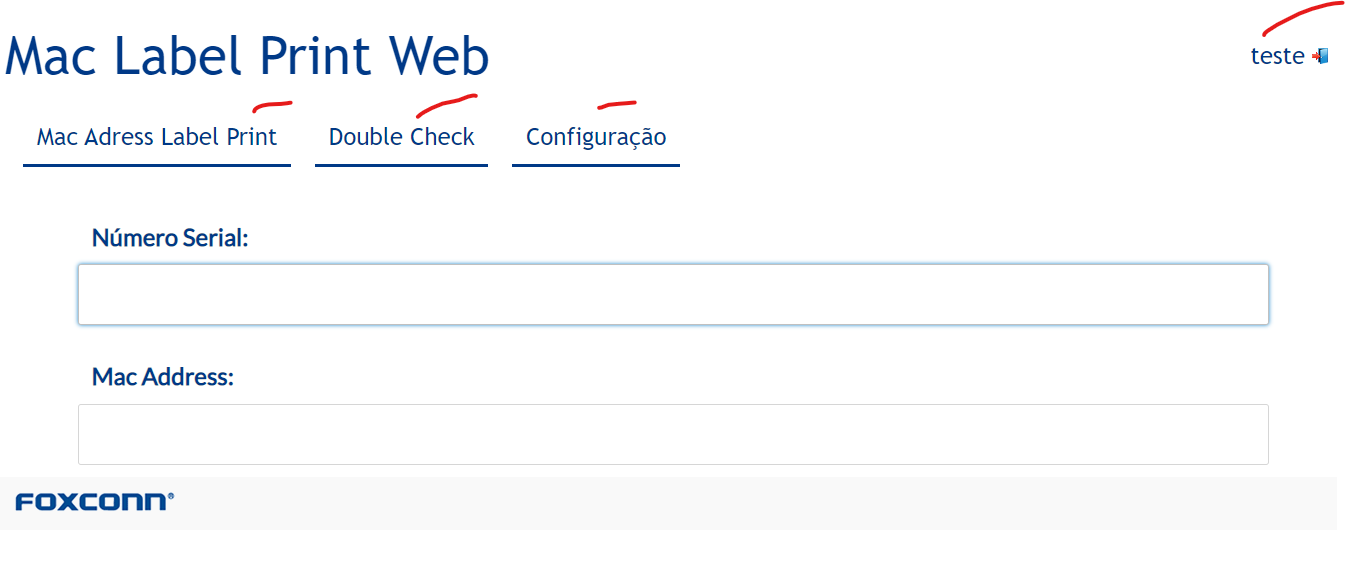 Mac Label Print Web
teste
Mac Adress Label Print Double Check Configuração
Número Serial:
Mac Address:
FOXCONN®